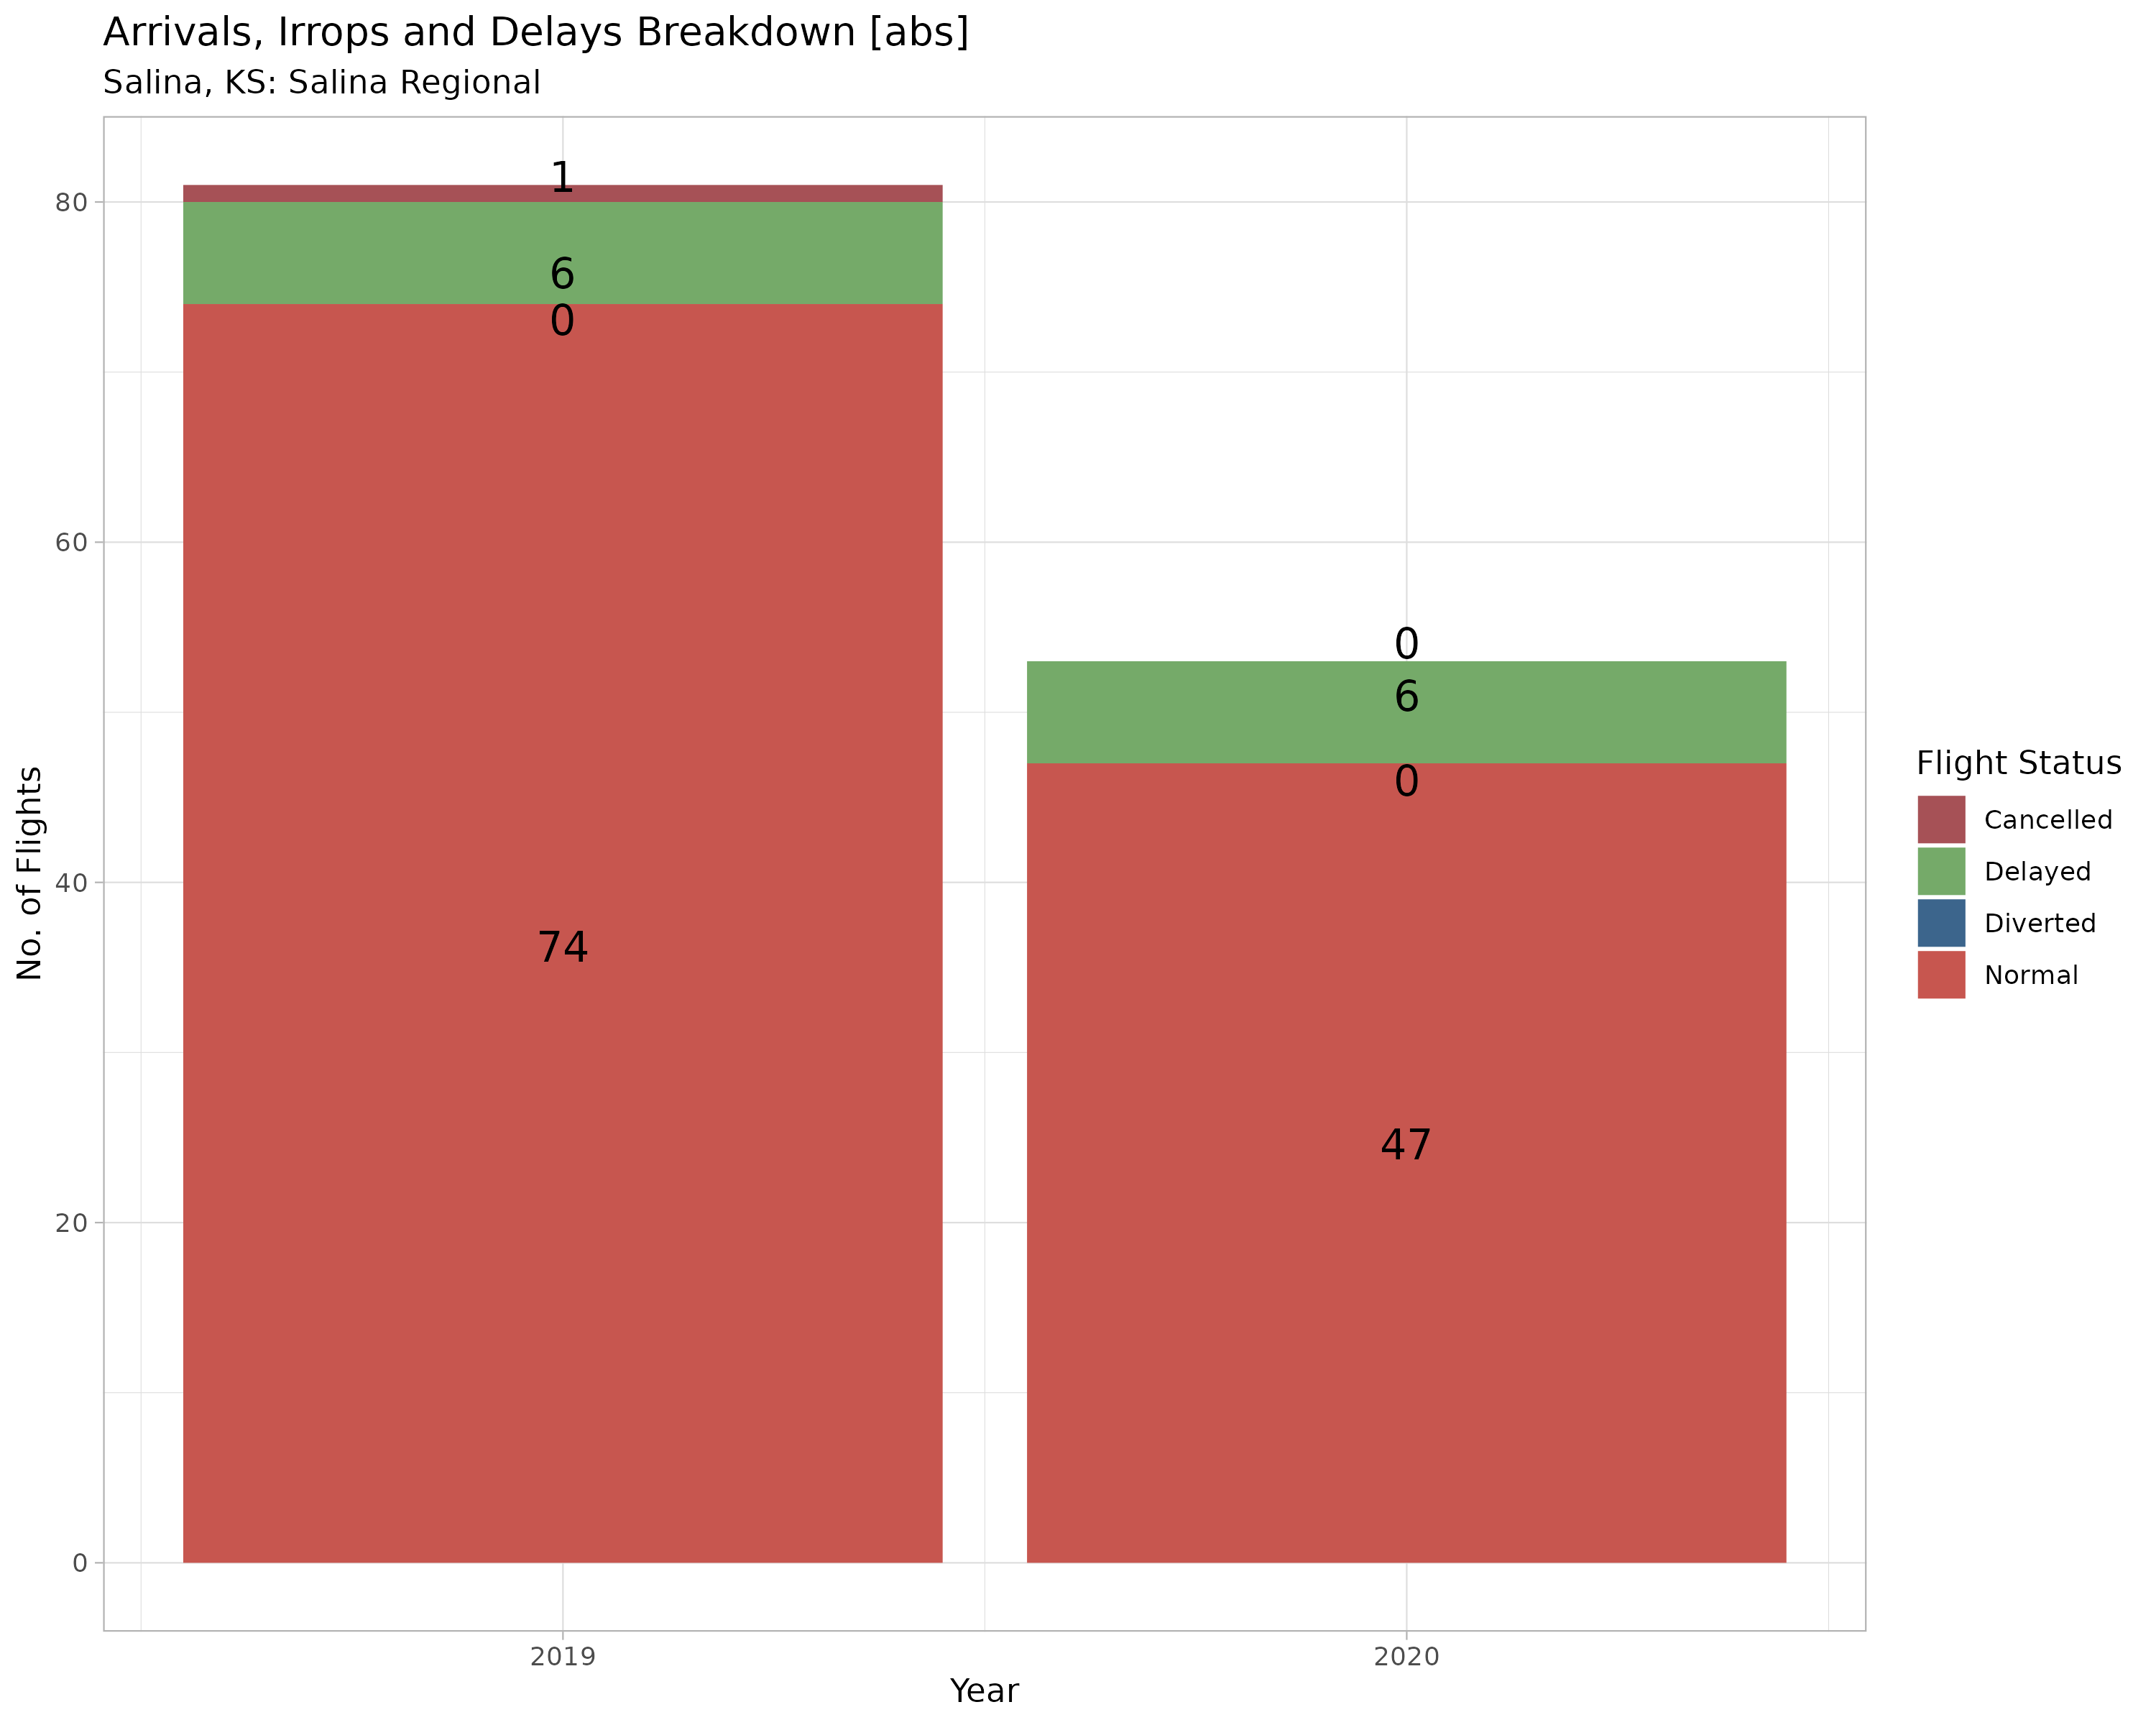 Arrivals, Irrops and Delays Breakdown [abs]
Salina, KS: Salina Regional
No. of Flights
80
60
40
20
0
1
6
0
74
0
6
0
47
2019
2020
Year
Flight Status
Cancelled
Delayed
Diverted
Normal